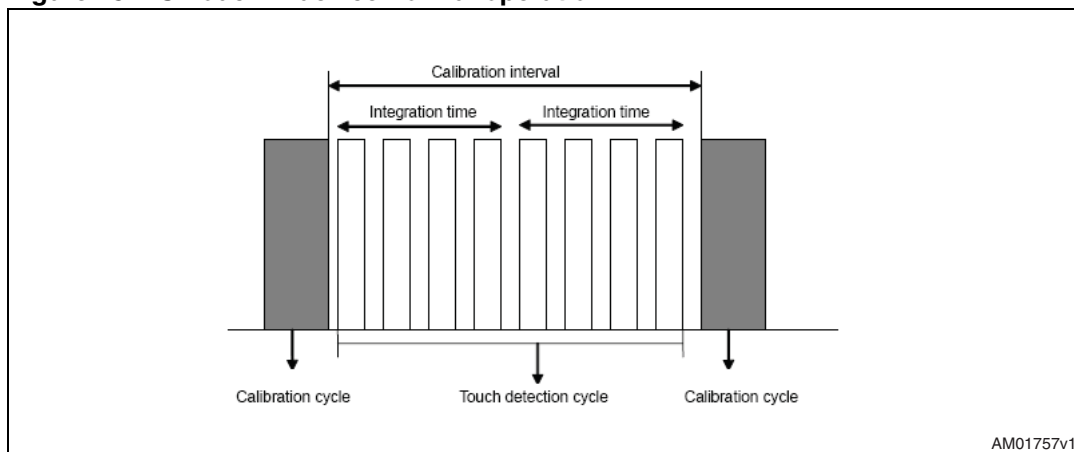 Calibration interval
Integration time Integration time
Calibration cycle Touch detection cycle Calibration cycle
AM01757v1